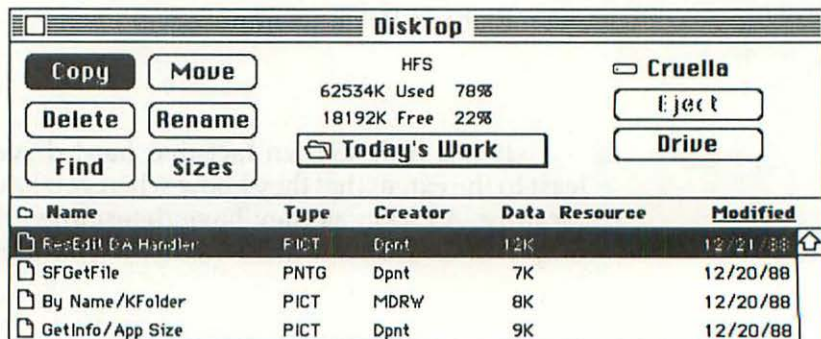 DiskTop
Copy Move
Delete Rename
Find Sizes
HFS
62534K Used 78%
18192K Free 22%
Today's Work
Cruella
Eject
Drive
Name Type Creator Data Resource Modified
ResEdit DA Handler PICT Dpnt 12K 12/21/88
SFGetFile PNTG Dpnt 7K 12/20/88
By Name/KFolder PICT MDRW 8K 12/20/88
GetInfo/App Size PICT Dpnt 9K 12/20/88